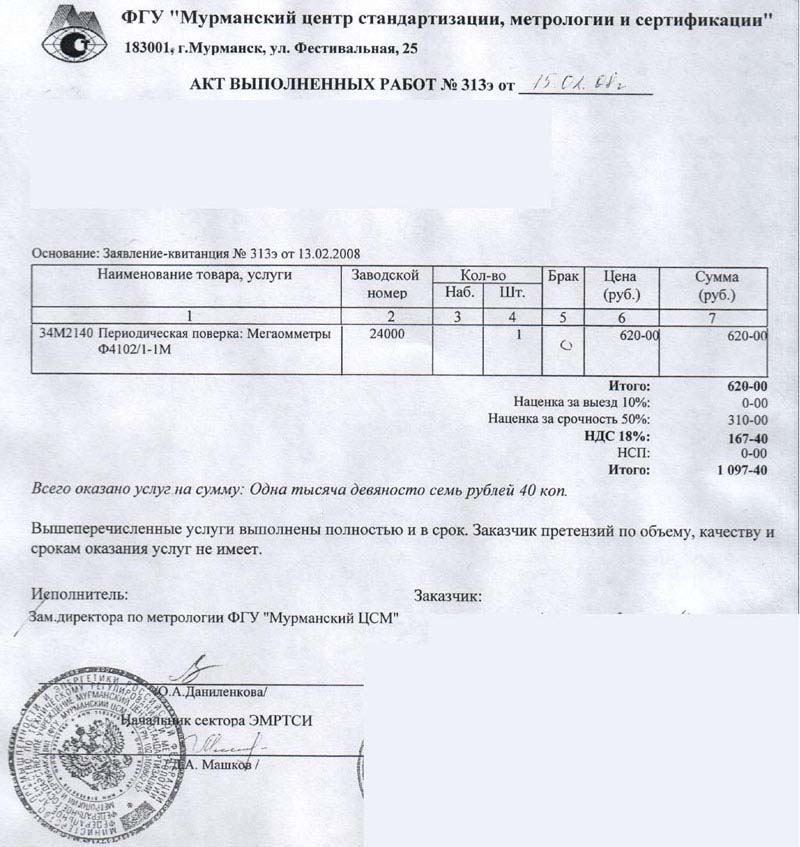 ФГУ "Мурманский центр стандартизации, метрологии и сертификации"
183001, г.Мурманск, ул. Фестивальная, 25
АКТ ВЫПОЛНЕННЫХ РАБОТ № 313э от 15.02.08г
Основание: Заявление-квитанция № 313э от 13.02.2008
Наименование товара, услуги Заводской номер Кол-во Брак Цена (руб.) Сумма (руб.)
Наб. Шт.
1 2 3 4 5 6 7
34М2140 Периодическая поверка: Мегаомметры 24000 1 0 620-00 620-00
Ф4102/1-1М
Итого: 620-00
Наценка за выезд 10%: 0-00
Наценка за срочность 50%: 310-00
НДС 18%: 167-40
НСП: 0-00
Итого: 1 097-40
Всего оказано услуг на сумму: Одна тысяча девяносто семь рублей 40 коп.
Вышеперечисленные услуги выполнены полностью и в срок. Заказчик претензий по объему, качеству и
срокам оказания услуг не имеет.
Исполнитель: Заказчик:
Зам.директора по метрологии ФГУ "Мурманский ЦСМ"
Ю.А.Даниленкова/
Начальник сектора ЭМРТСИ
Д.А. Машков /